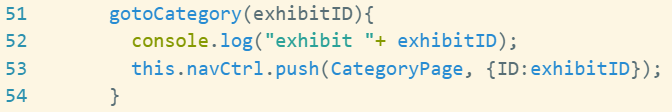 51 gotoCategory(exhibitID){
52 console.log("exhibit "+ exhibitID);
53 this.navCtrl.push(CategoryPage, {ID:exhibitID});
54 }